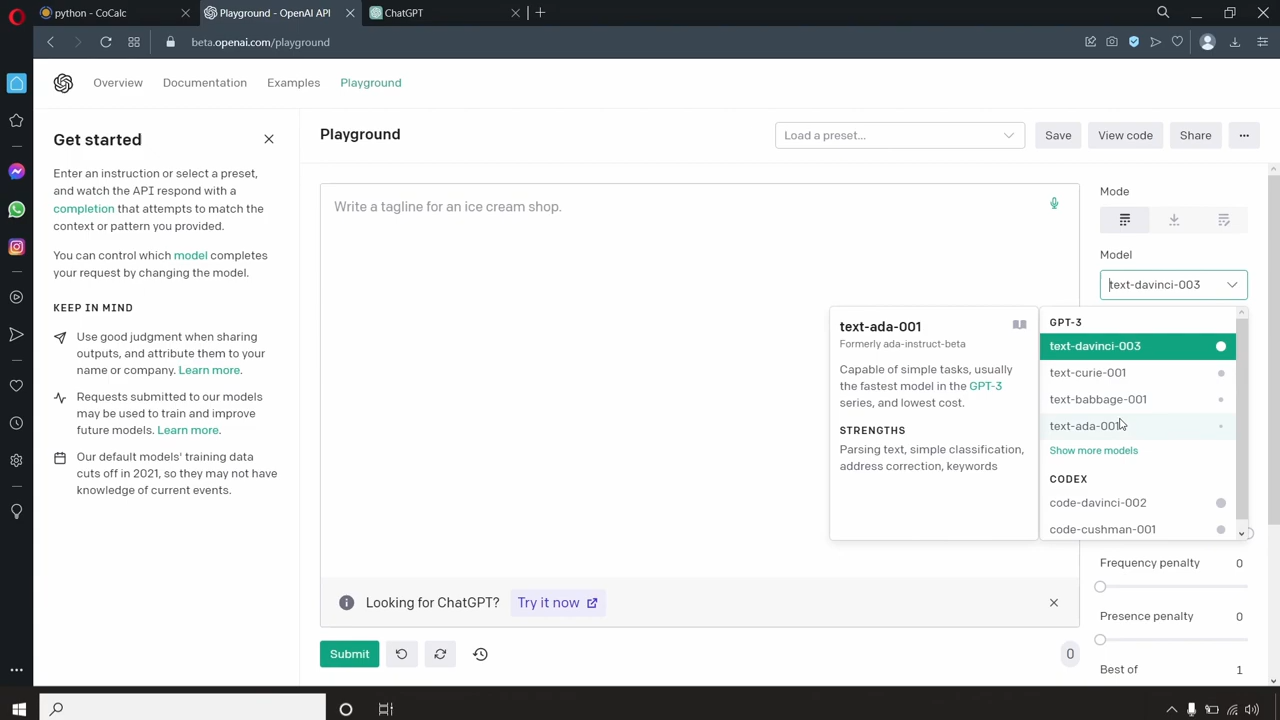 python - CoCalc
Playground - OpenAI API
ChatGPT
beta.openai.com/playground
Overview
Documentation
Examples
Playground
Get started
Enter an instruction or select a preset,
and watch the API respond with a
completion that attempts to match the
context or pattern you provided.
You can control which model completes
your request by changing the model.
KEEP IN MIND
Use good judgment when sharing
outputs, and attribute them to your
name or company. Learn more.
Requests submitted to our models
may be used to train and improve
future models. Learn more.
Our default models' training data
cuts off in 2021, so they may not have
knowledge of current events.
Playground
Load a preset...
Save
View code
Share
Write a tagline for an ice cream shop.
Looking for ChatGPT?
Try it now
Submit
0
Mode
Model
text-davinci-003
text-ada-001
Formerly ada-instruct-beta
Capable of simple tasks, usually
the fastest model in the GPT-3
series, and lowest cost.
STRENGTHS
Parsing text, simple classification,
address correction, keywords
GPT-3
text-davinci-003
text-curie-001
text-babbage-001
text-ada-001
Show more models
CODEX
code-davinci-002
code-cushman-001
Frequency penalty 0
Presence penalty 0
Best of 1